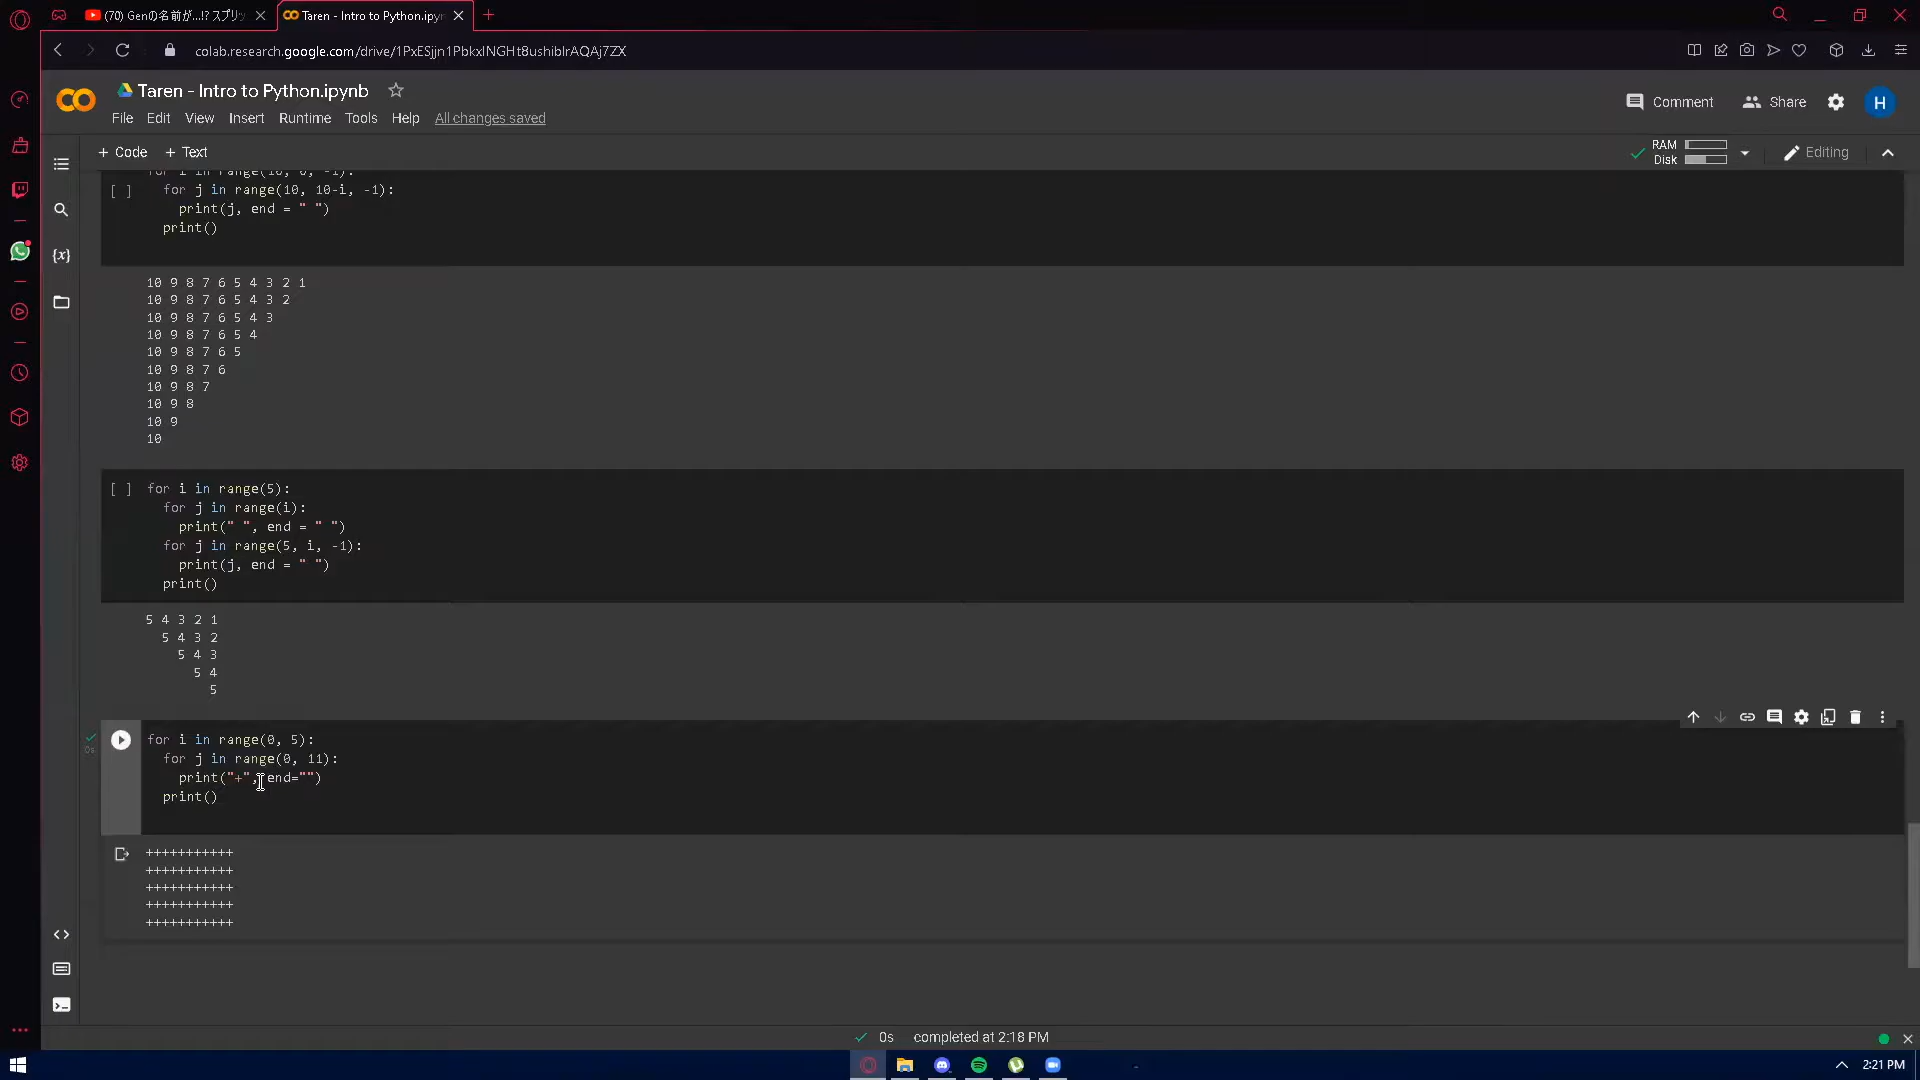 (70) Genの名前が...!? スプリッ
Taren - Intro to Python.ipyn
colab.research.google.com/drive/1PxESjjn1PbkxINGHt8ushibIrAQAj7ZX
Taren - Intro to Python.ipynb
Comment
Share
H
File Edit View Insert Runtime Tools Help All changes saved
+ Code + Text
RAM
Disk
Editing
for i in range(10, 0, -1):
[ ] for j in range(10, 10-i, -1):
print(j, end = " ")
print()
{x}
10 9 8 7 6 5 4 3 2 1
10 9 8 7 6 5 4 3 2
10 9 8 7 6 5 4 3
10 9 8 7 6 5 4
10 9 8 7 6 5
10 9 8 7 6
10 9 8 7
10 9 8
10 9
10
[ ] for i in range(5):
for j in range(i):
print(" ", end = " ")
for j in range(5, i, -1):
print(j, end = " ")
print()
5 4 3 2 1
5 4 3 2
5 4 3
5 4
5
for i in range(0, 5):
0s
for j in range(0, 11):
print("+", end="")
print()
+++++++++++
+++++++++++
+++++++++++
+++++++++++
+++++++++++
0s completed at 2:18 PM
2:21 PM